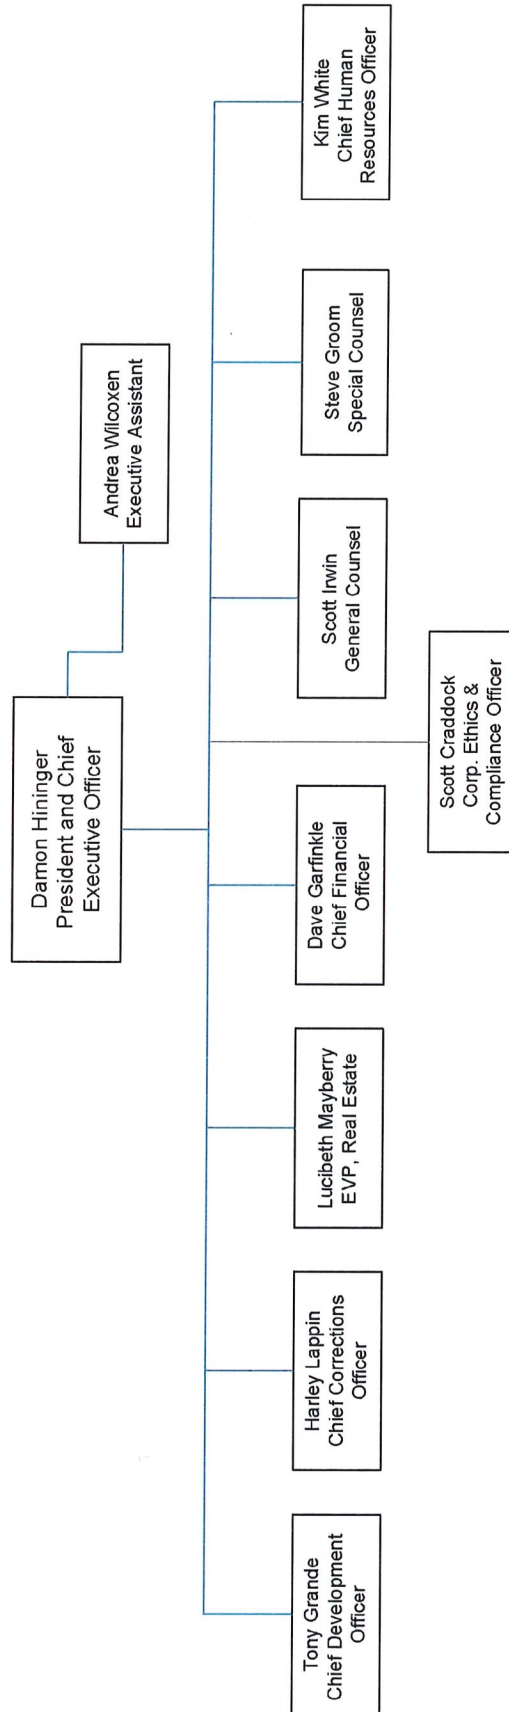 Damon Hininger
President and Chief
Executive Officer
Andrea Wilcoxen
Executive Assistant
Tony Grande
Chief Development
Officer
Harley Lappin
Chief Corrections
Officer
Lucibeth Mayberry
EVP, Real Estate
Dave Garfinkle
Chief Financial
Officer
Scott Irwin
General Counsel
Steve Groom
Special Counsel
Kim White
Chief Human
Resources Officer
Scott Craddock
Corp. Ethics &
Compliance Officer